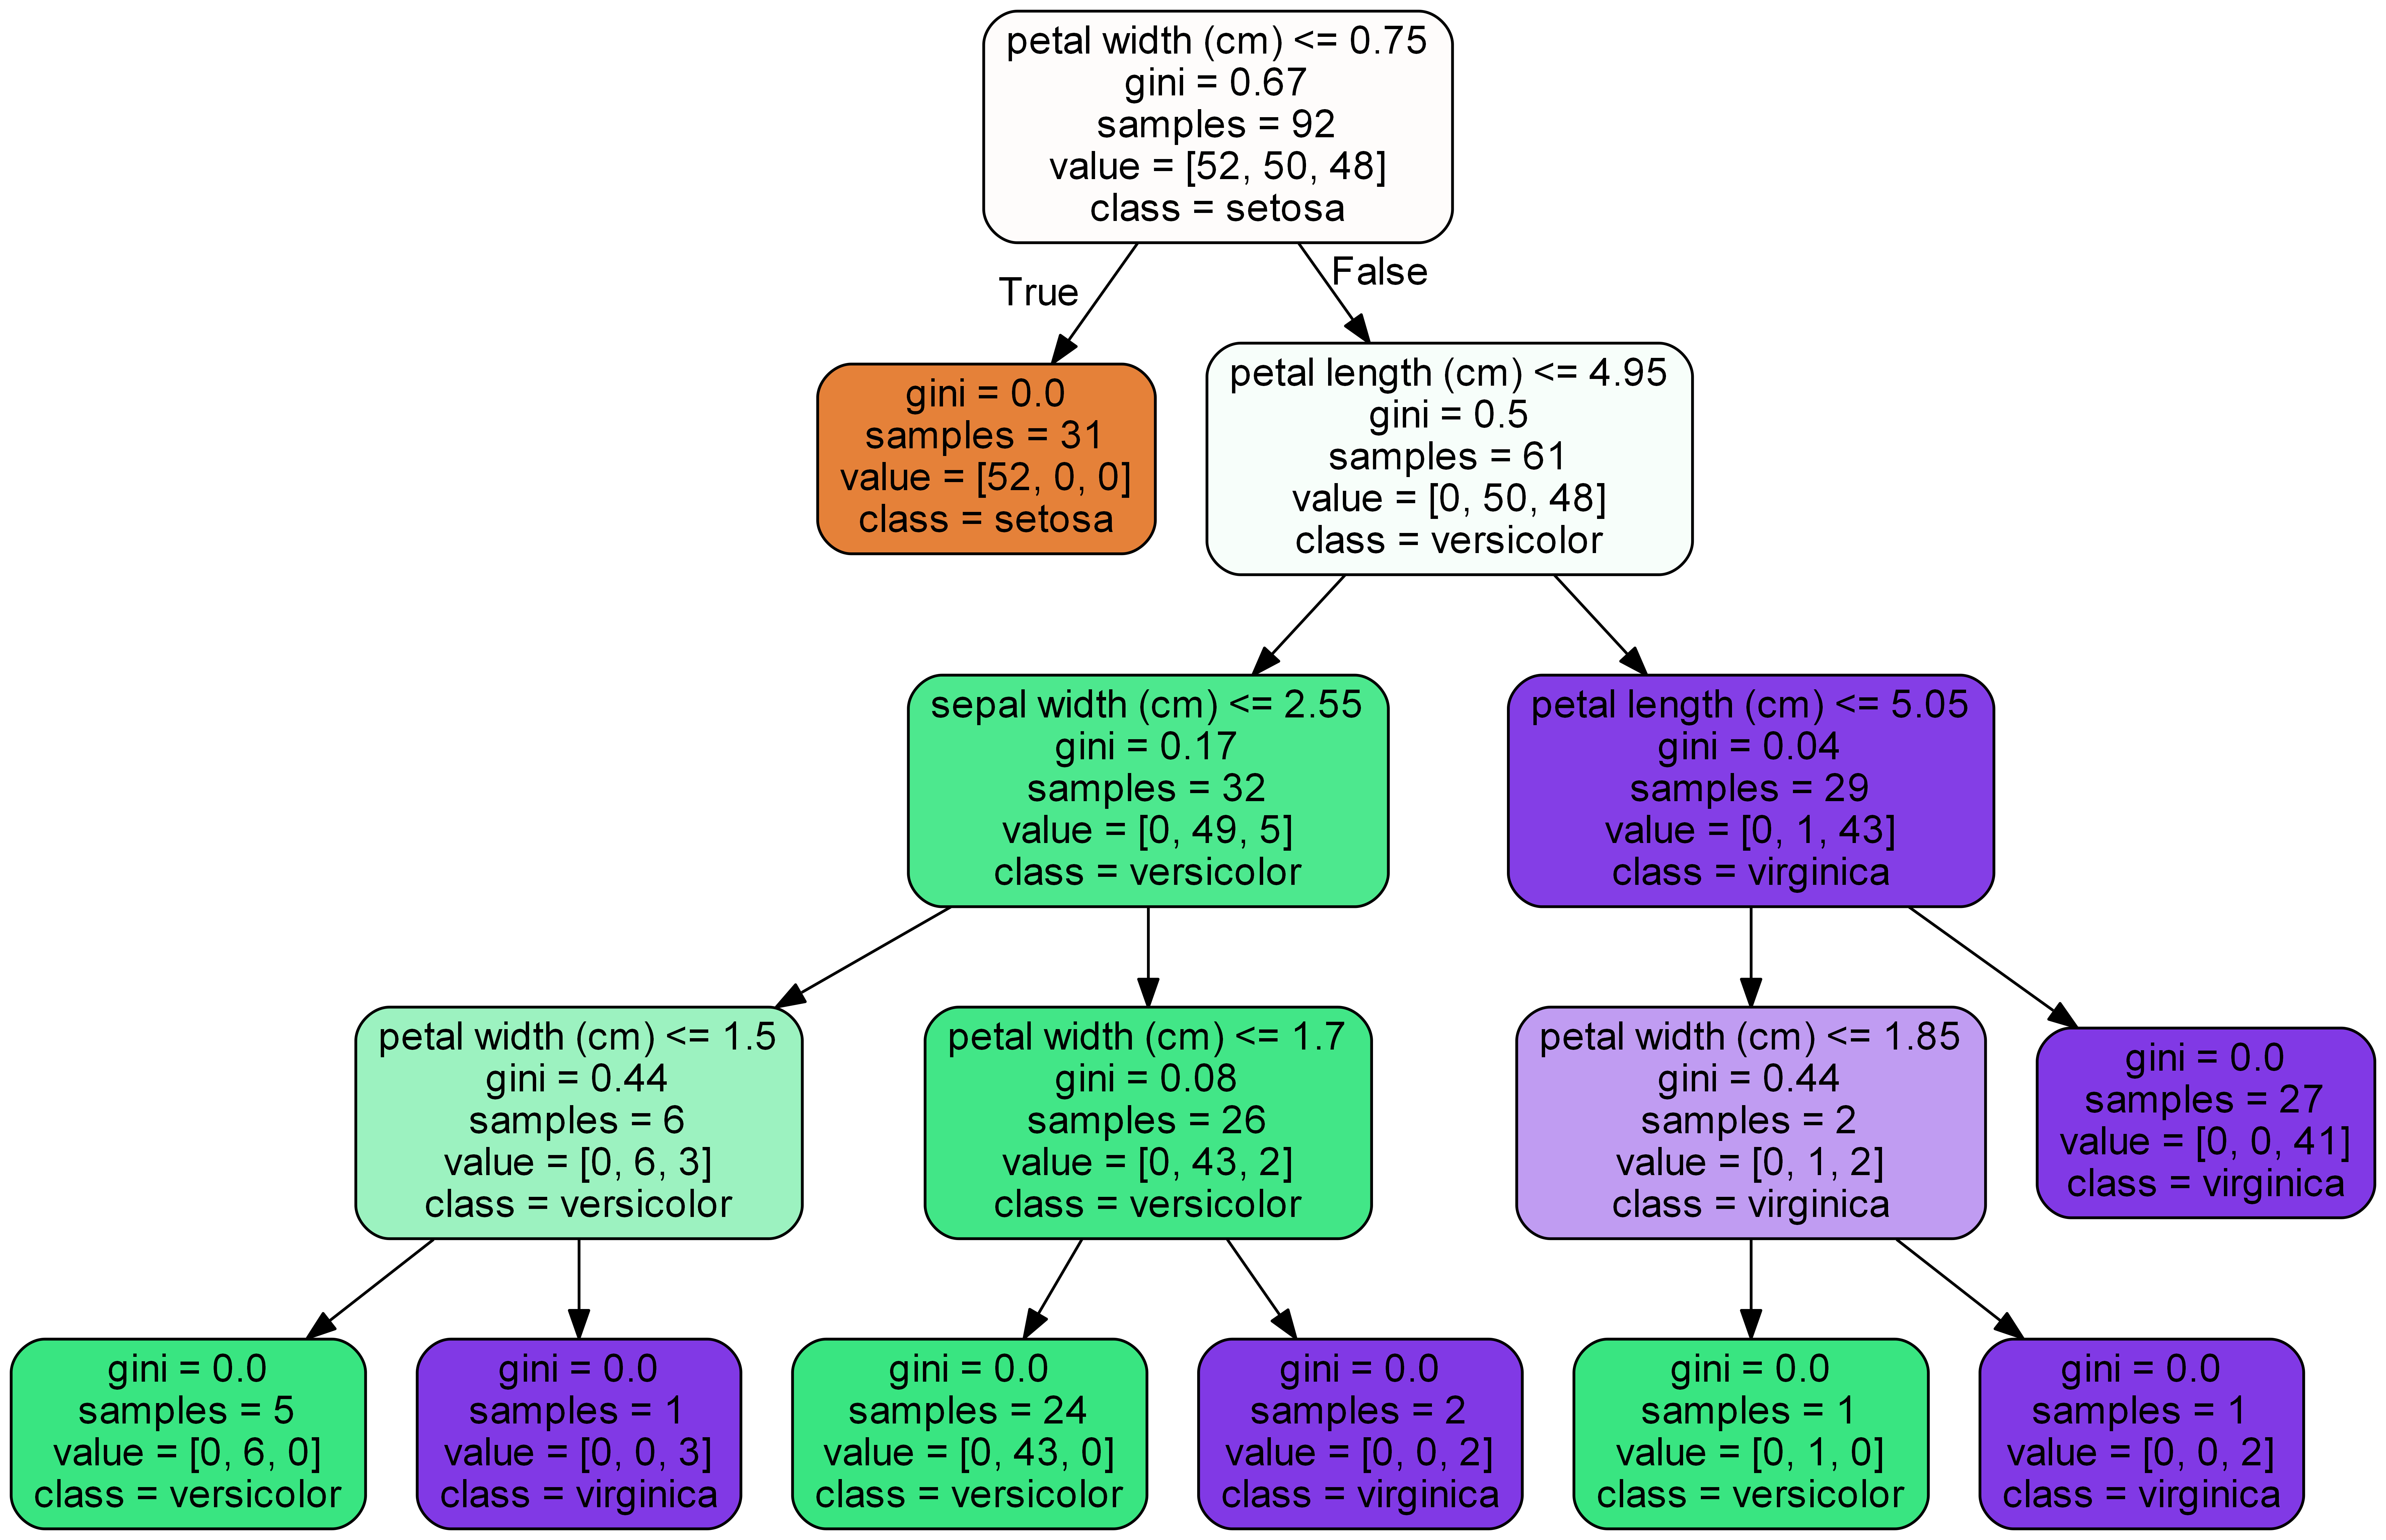 petal width (cm) <= 0.75
gini = 0.67
samples = 92
value = [52, 50, 48]
class = setosa
True
False
gini = 0.0
samples = 31
value = [52, 0, 0]
class = setosa
petal length (cm) <= 4.95
gini = 0.5
samples = 61
value = [0, 50, 48]
class = versicolor
sepal width (cm) <= 2.55
gini = 0.17
samples = 32
value = [0, 49, 5]
class = versicolor
petal length (cm) <= 5.05
gini = 0.04
samples = 29
value = [0, 1, 43]
class = virginica
petal width (cm) <= 1.5
gini = 0.44
samples = 6
value = [0, 6, 3]
class = versicolor
petal width (cm) <= 1.7
gini = 0.08
samples = 26
value = [0, 43, 2]
class = versicolor
petal width (cm) <= 1.85
gini = 0.44
samples = 2
value = [0, 1, 2]
class = virginica
gini = 0.0
samples = 27
value = [0, 0, 41]
class = virginica
gini = 0.0
samples = 5
value = [0, 6, 0]
class = versicolor
gini = 0.0
samples = 1
value = [0, 0, 3]
class = virginica
gini = 0.0
samples = 24
value = [0, 43, 0]
class = versicolor
gini = 0.0
samples = 2
value = [0, 0, 2]
class = virginica
gini = 0.0
samples = 1
value = [0, 1, 0]
class = versicolor
gini = 0.0
samples = 1
value = [0, 0, 2]
class = virginica